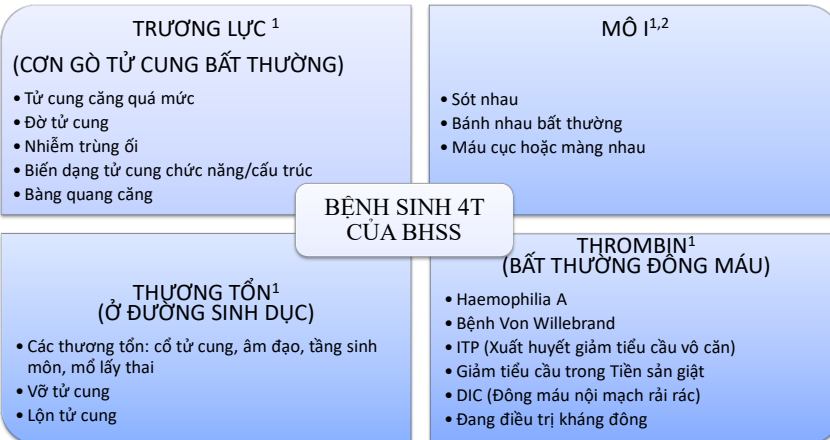 TRƯƠNG LỰC ¹
(CƠN GÒ TỬ CUNG BẤT THƯỜNG)
• Tử cung căng quá mức
• Đờ tử cung
• Nhiễm trùng ối
• Biến dạng tử cung chức năng/cấu trúc
• Bàng quang căng
MÔ I¹,²
• Sót nhau
• Bánh nhau bất thường
• Máu cục hoặc màng nhau
BỆNH SINH 4T
CỦA BHSS
THƯƠNG TỔN¹
(Ở ĐƯỜNG SINH DỤC)
• Các thương tổn: cổ tử cung, âm đạo, tầng sinh
môn, mổ lấy thai
• Vỡ tử cung
• Lộn tử cung
THROMBIN¹
(BẤT THƯỜNG ĐÔNG MÁU)
• Haemophilia A
• Bệnh Von Willebrand
• ITP (Xuất huyết giảm tiểu cầu vô căn)
• Giảm tiểu cầu trong Tiền sản giật
• DIC (Đông máu nội mạch rải rác)
• Đang điều trị kháng đông